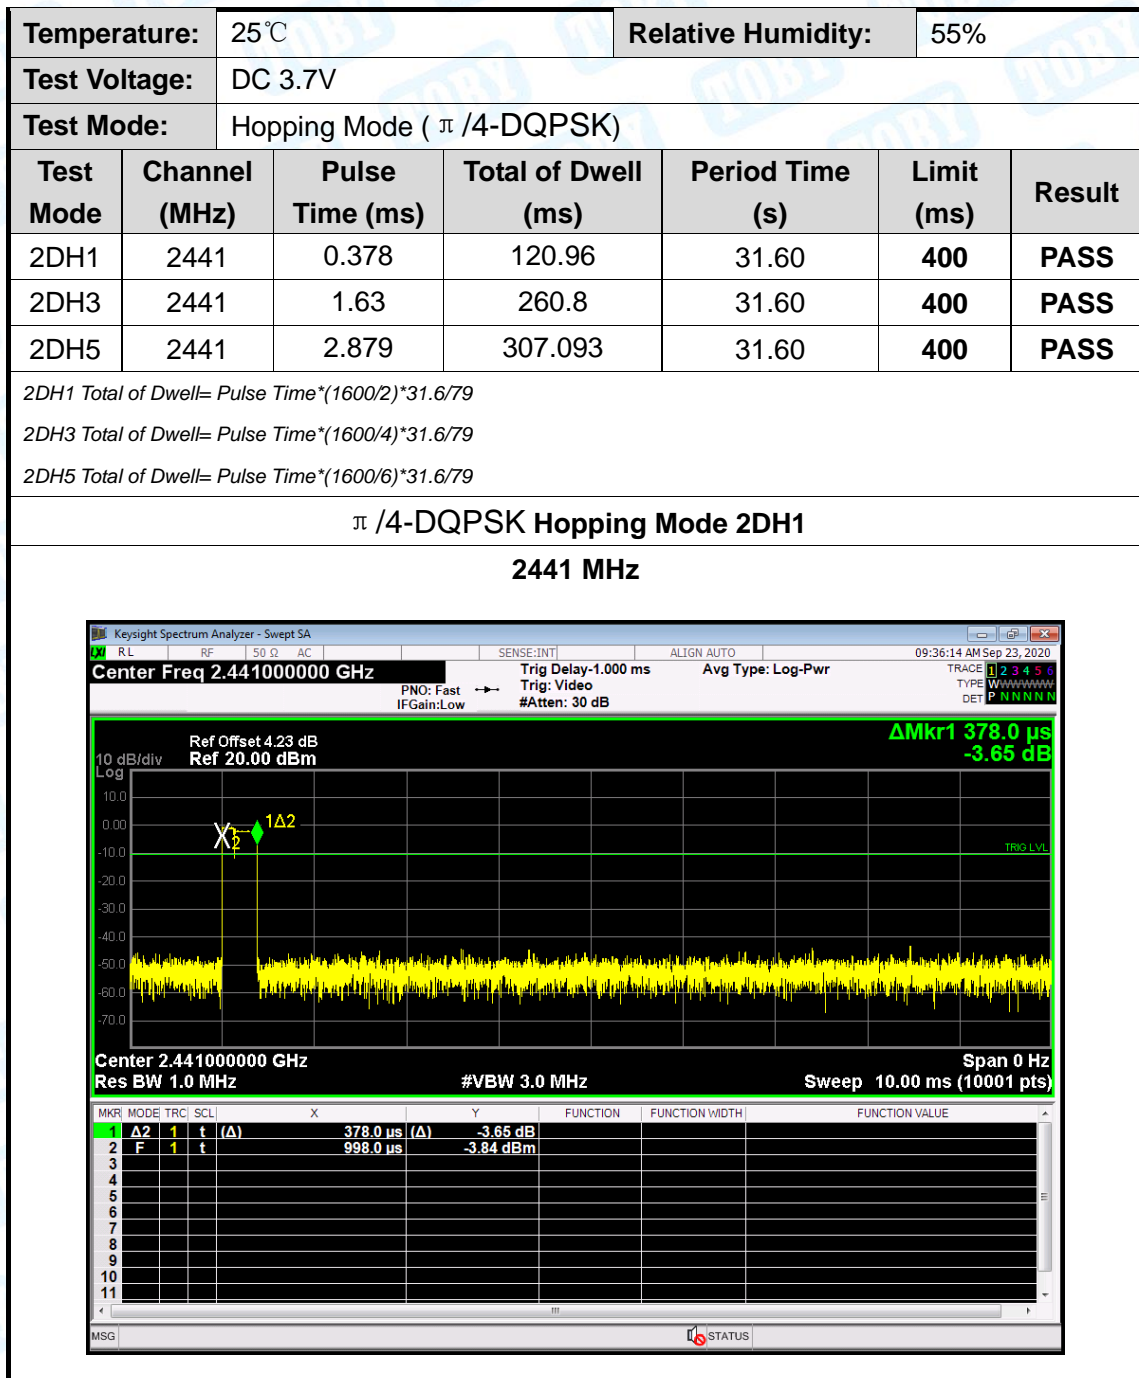 Temperature: 25℃ Relative Humidity: 55%
Test Voltage: DC 3.7V
Test Mode: Hopping Mode (π/4-DQPSK)
Test Mode Channel (MHz) Pulse Time (ms) Total of Dwell (ms) Period Time (s) Limit (ms) Result
2DH1 2441 0.378 120.96 31.60 400 PASS
2DH3 2441 1.63 260.8 31.60 400 PASS
2DH5 2441 2.879 307.093 31.60 400 PASS
2DH1 Total of Dwell= Pulse Time*(1600/2)*31.6/79
2DH3 Total of Dwell= Pulse Time*(1600/4)*31.6/79
2DH5 Total of Dwell= Pulse Time*(1600/6)*31.6/79
π/4-DQPSK Hopping Mode 2DH1
2441 MHz
Keysight Spectrum Analyzer - Swept SA
LXI RL RF 50 Ω AC SENSE:INT ALIGN AUTO 09:36:14 AM Sep 23, 2020
Center Freq 2.441000000 GHz
PNO: Fast
IFGain:Low
Trig Delay-1.000 ms
Trig: Video
#Atten: 30 dB
Avg Type: Log-Pwr
TRACE 1 2 3 4 5 6
TYPE WWWWWW
DET P N N N N N
ΔMkr1 378.0 μs
-3.65 dB
Ref Offset 4.23 dB
10 dB/div Ref 20.00 dBm
Log
10.0
0.00
-10.0
-20.0
-30.0
-40.0
-50.0
-60.0
-70.0
X2
1Δ2
TRIG LVL
Center 2.441000000 GHz Span 0 Hz
Res BW 1.0 MHz #VBW 3.0 MHz Sweep 10.00 ms (10001 pts)
MKR MODE TRC SCL X Y FUNCTION FUNCTION WIDTH FUNCTION VALUE
1 Δ2 1 t (Δ) 378.0 μs (Δ) -3.65 dB
2 F 1 t 998.0 μs -3.84 dBm
3
4
5
6
7
8
9
10
11
MSG STATUS
TOBY